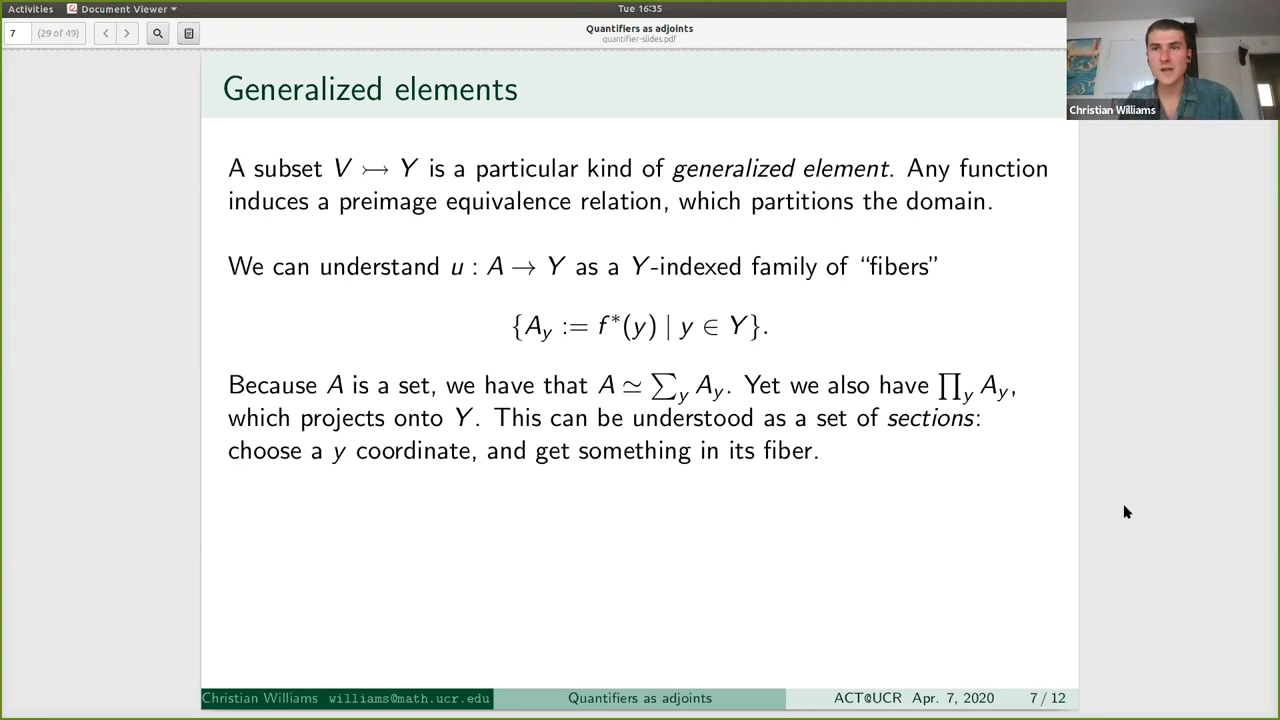 Activities Document Viewer Tue 16:35
7 (29 of 49) Quantifiers as adjoints
quantifier-slides.pdf
Christian Williams
Generalized elements
A subset V ↣ Y is a particular kind of generalized element. Any function
induces a preimage equivalence relation, which partitions the domain.
We can understand u : A → Y as a Y-indexed family of “fibers”
{A_y := f*(y) | y ∈ Y}.
Because A is a set, we have that A ≃ ∑_y A_y. Yet we also have ∏_y A_y,
which projects onto Y. This can be understood as a set of sections:
choose a y coordinate, and get something in its fiber.
Christian Williams williams@math.ucr.edu Quantifiers as adjoints ACT@UCR Apr. 7, 2020 7 / 12